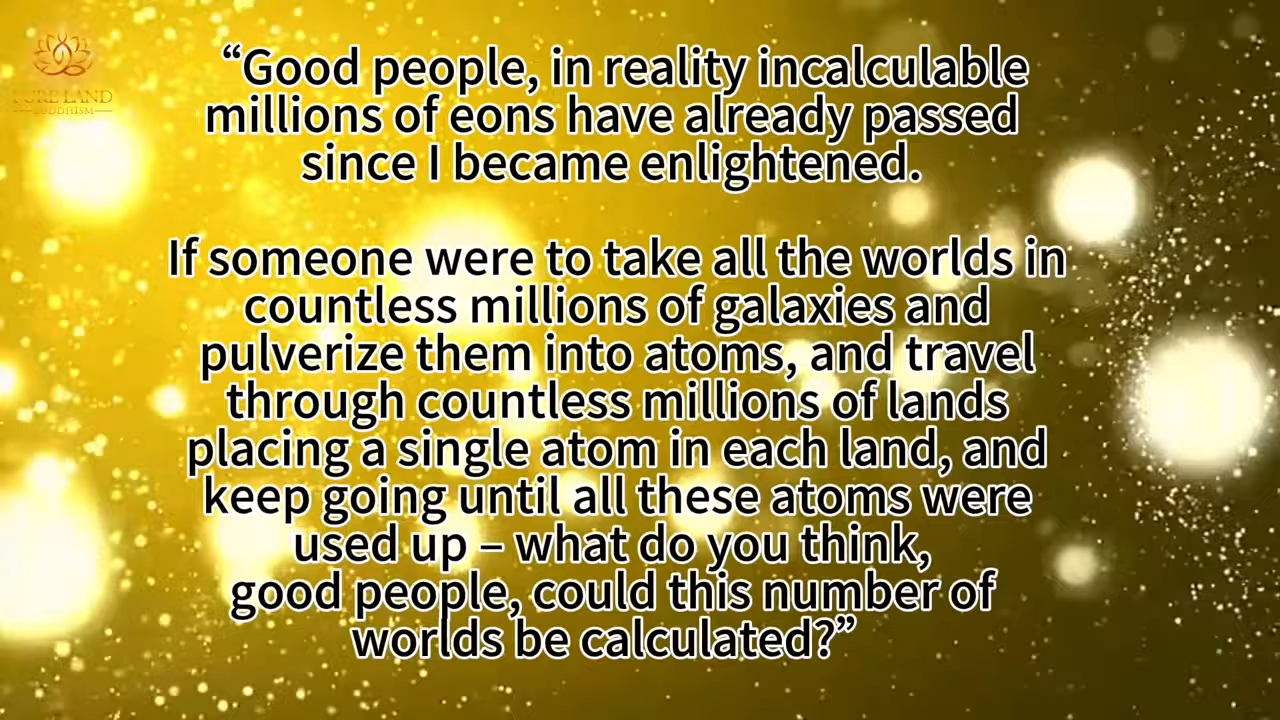 PURE LAND
BUDDHISM
“Good people, in reality incalculable
millions of eons have already passed
since I became enlightened.
If someone were to take all the worlds in
countless millions of galaxies and
pulverize them into atoms, and travel
through countless millions of lands
placing a single atom in each land, and
keep going until all these atoms were
used up – what do you think,
good people, could this number of
worlds be calculated?”